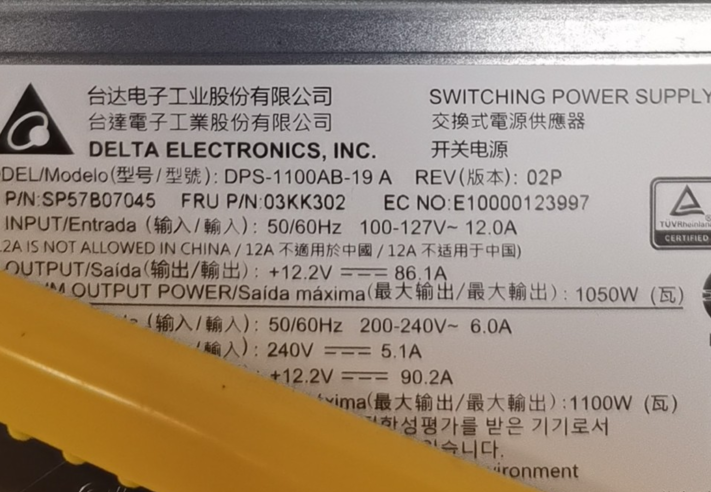 台达电子工业股份有限公司
台達電子工業股份有限公司
DELTA ELECTRONICS, INC.
SWITCHING POWER SUPPLY
交換式電源供應器
开关电源
DEL/Modelo(型号/型號): DPS-1100AB-19 A REV(版本): 02P
P/N:SP57B07045 FRU P/N:03KK302 EC NO:E10000123997
INPUT/Entrada (输入/輸入): 50/60Hz 100-127V~ 12.0A
2A IS NOT ALLOWED IN CHINA / 12A 不適用於中國 / 12A 不适用于中国)
OUTPUT/Saída(输出/輸出): +12.2V ⎓ 86.1A
M OUTPUT POWER/Saída máxima(最大输出/最大輸出): 1050W (瓦)
(输入/輸入): 50/60Hz 200-240V~ 6.0A
輸入): 240V ⎓ 5.1A
+12.2V ⎓ 90.2A
xima(最大输出/最大輸出):1100W (瓦)
합성평가를 받은 기기로서
습니다.
vironment
TÜVRheinland
CERTIFIED